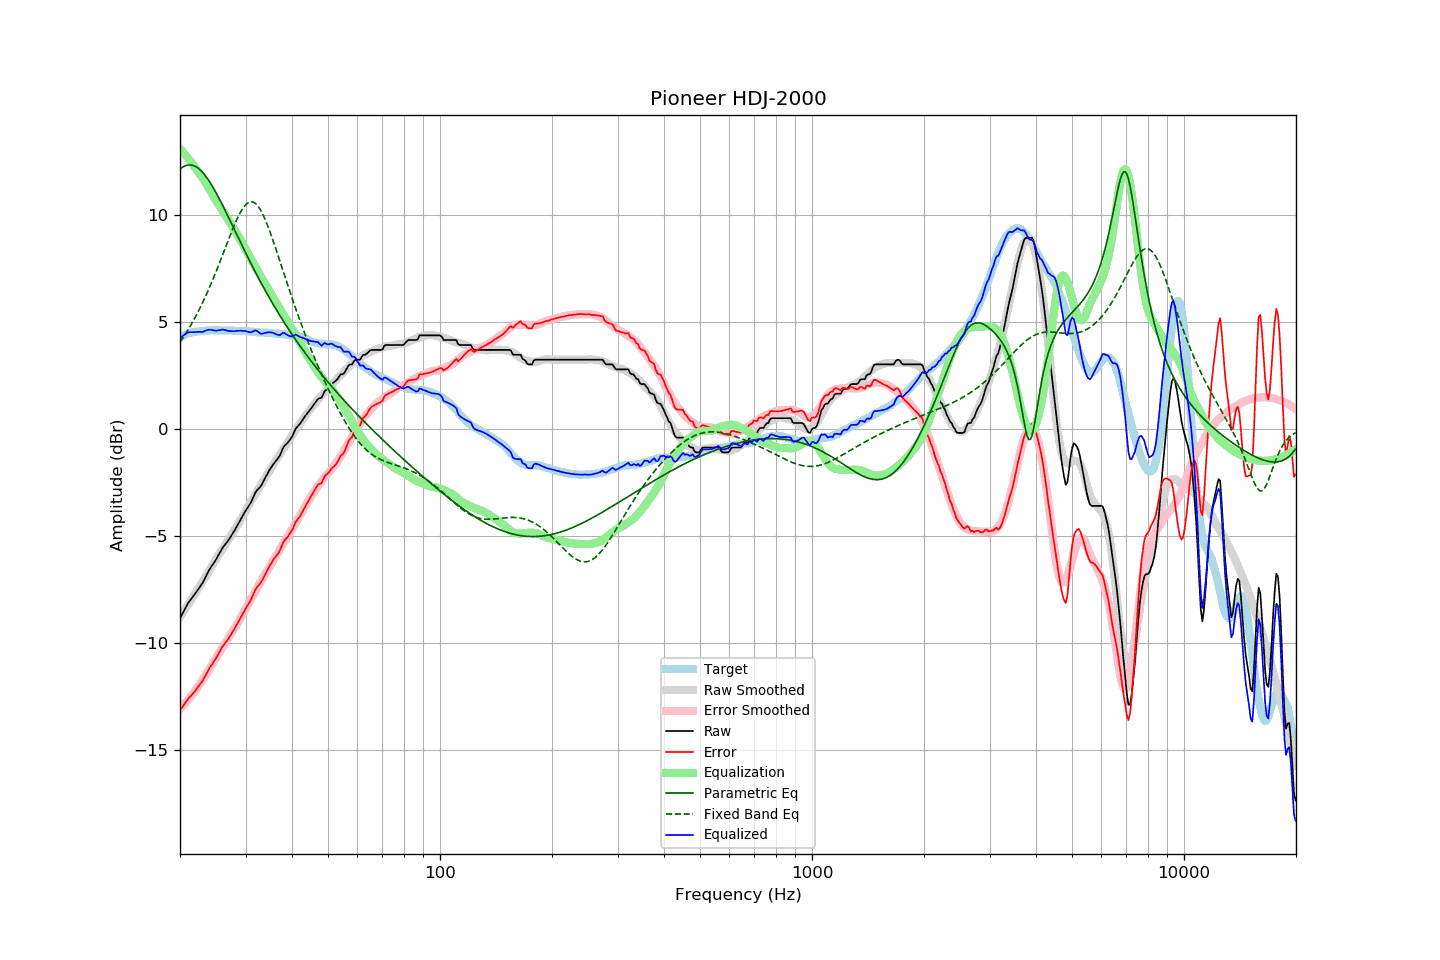 Pioneer HDJ-2000
Amplitude (dBr)
10
5
0
−5
−10
−15
Target
Raw Smoothed
Error Smoothed
Raw
Error
Equalization
Parametric Eq
Fixed Band Eq
Equalized
100
1000
10000
Frequency (Hz)